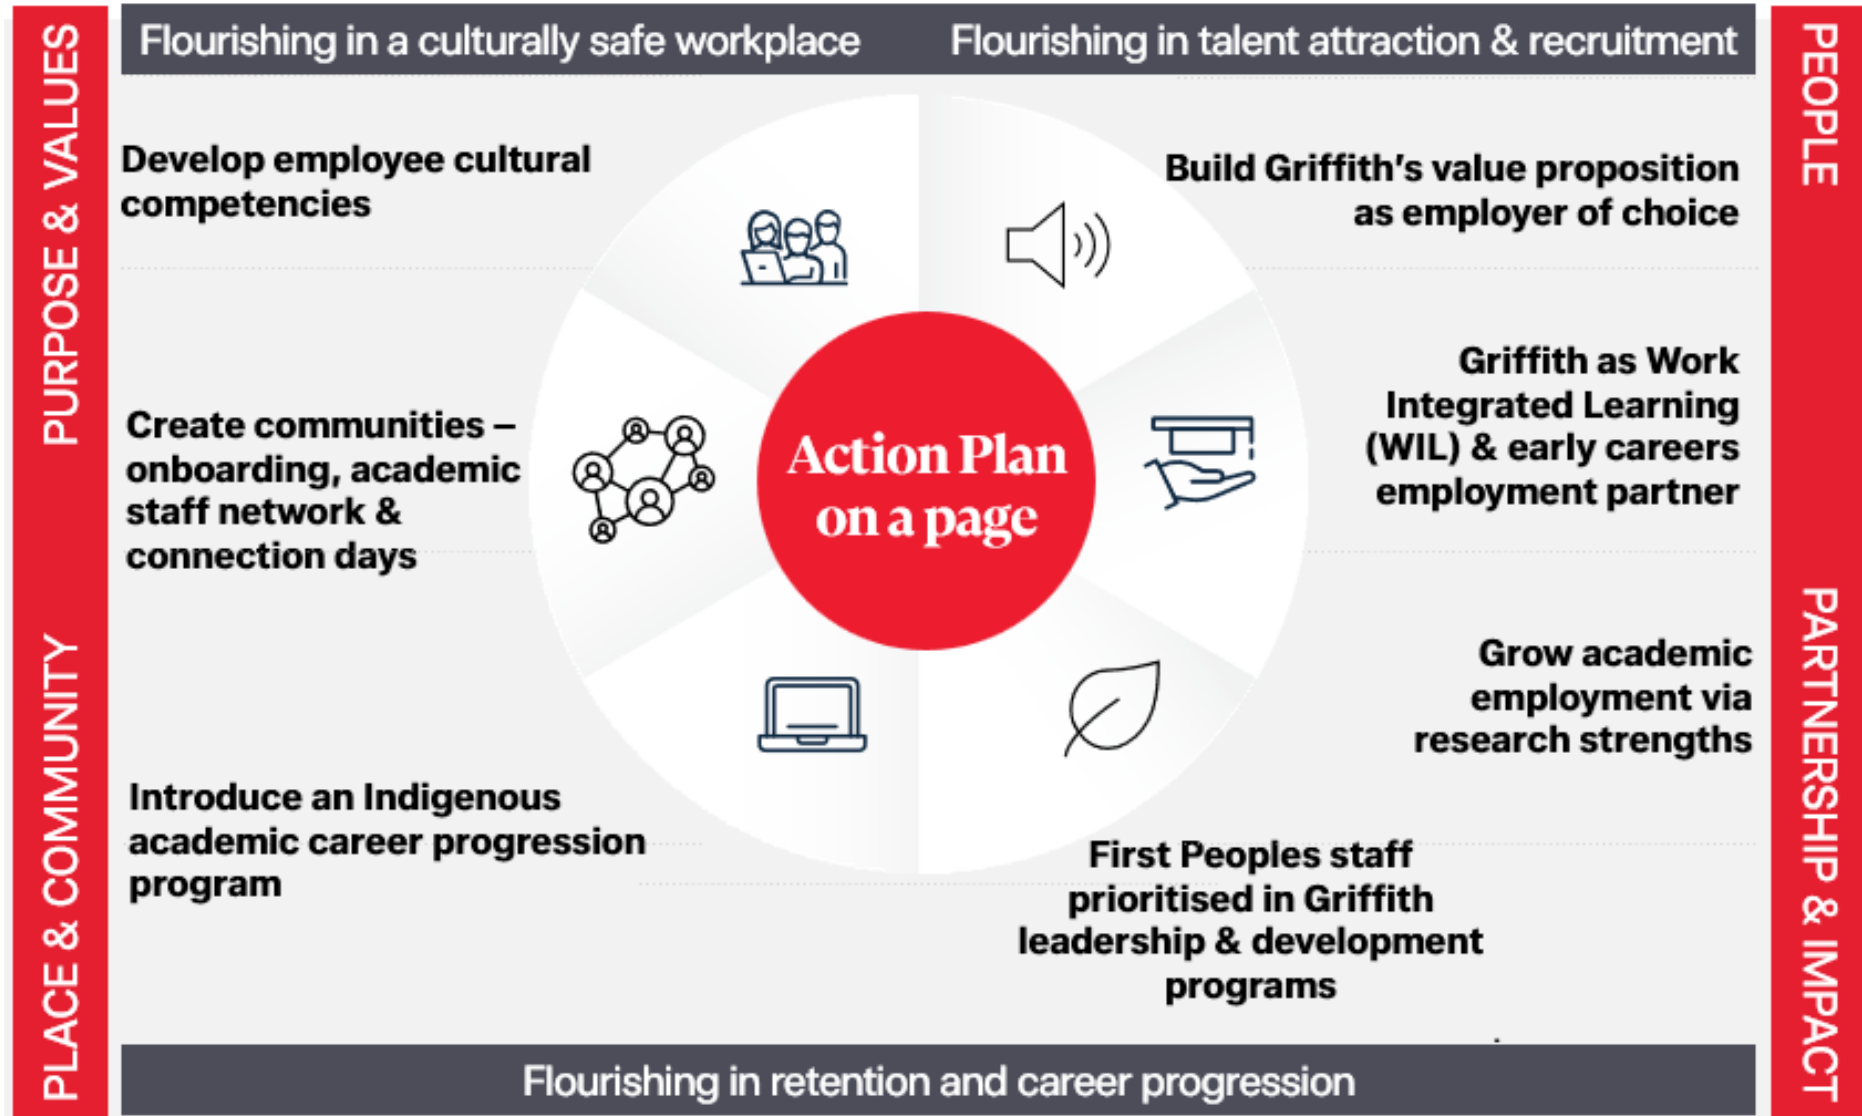 Flourishing in a culturally safe workplace
Flourishing in talent attraction & recruitment
PURPOSE & VALUES
PLACE & COMMUNITY
Develop employee cultural
competencies
Create communities –
onboarding, academic
staff network &
connection days
Introduce an Indigenous
academic career progression
program
Action Plan
on a page
Build Griffith's value proposition
as employer of choice
Griffith as Work
Integrated Learning
(WIL) & early careers
employment partner
Grow academic
employment via
research strengths
First Peoples staff
prioritised in Griffith
leadership & development
programs
PEOPLE
PARTNERSHIP & IMPACT
Flourishing in retention and career progression